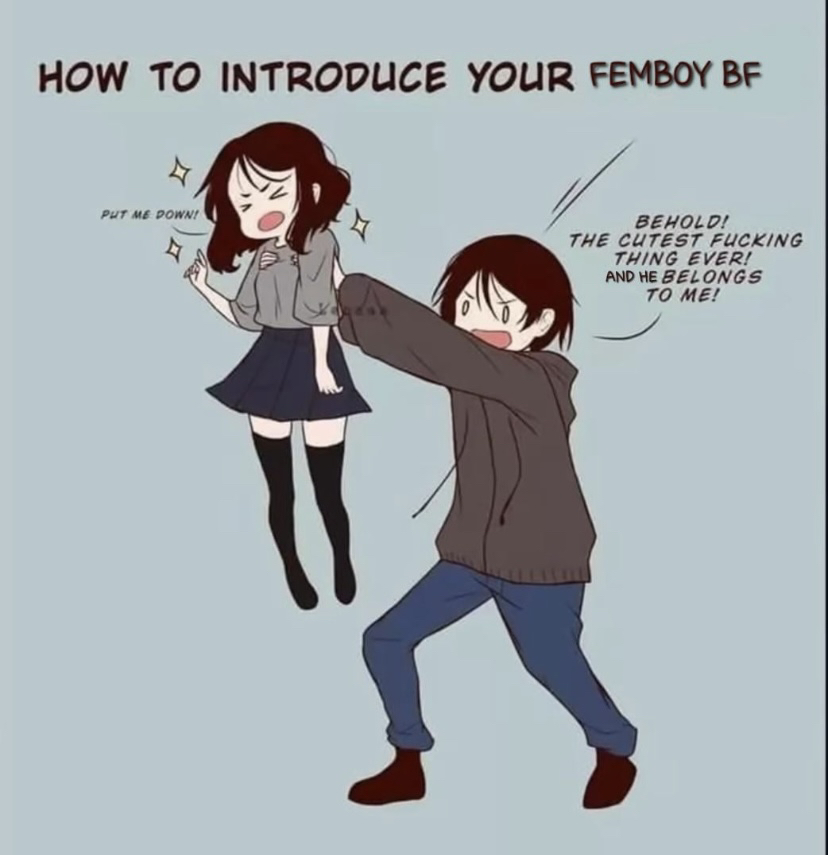 HOW TO INTRODUCE YOUR FEMBOY BF
PUT ME DOWN!
BEHOLD!
THE CUTEST FUCKING
THING EVER!
AND HE BELONGS
TO ME!